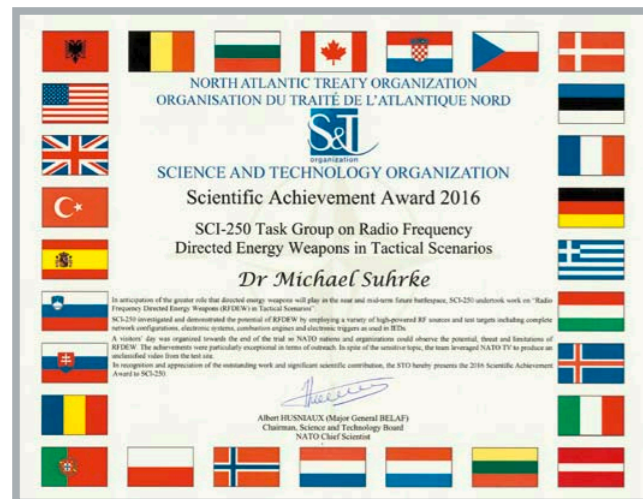 NORTH ATLANTIC TREATY ORGANIZATION
ORGANISATION DU TRAITÉ DE L'ATLANTIQUE NORD
S&T
organization
SCIENCE AND TECHNOLOGY ORGANIZATION
Scientific Achievement Award 2016
SCI-250 Task Group on Radio Frequency
Directed Energy Weapons in Tactical Scenarios
Dr Michael Suhrke
In anticipation of the greater role that directed energy weapons will play in the near and mid-term future battlespace, SCI-250 undertook work on "Radio
Frequency Directed Energy Weapons (RFDEW) in Tactical Scenarios".
SCI-250 investigated and demonstrated the potential of RFDEW by employing a variety of high-powered RF sources and test targets including complete
network configurations, electronic systems, combustion engines and electronic triggers as used in IEDs.
A visitors' day was organized towards the end of the trial so NATO nations and organizations could observe the potential, threat and limitations of
RFDEW. The achievements were particularly exceptional in terms of outreach. In spite of the sensitive topic, the team leveraged NATO TV to produce an
unclassified video from the test site.
In recognition and appreciation of the outstanding work and significant scientific contribution, the STO hereby presents the 2016 Scientific Achievement
Award to SCI-250.
Albert HUSNIAUX (Major General BELAF)
Chairman, Science and Technology Board
NATO Chief Scientist